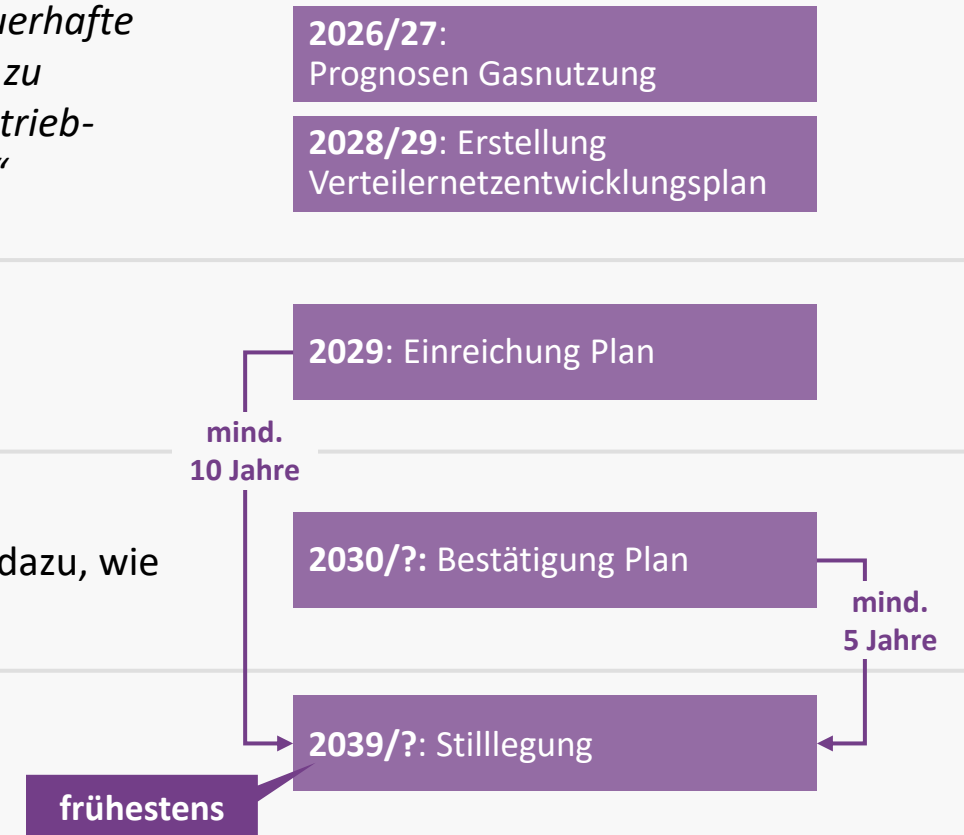 uerhafte
zu
trieb-
“
2026/27:
Prognosen Gasnutzung
2028/29: Erstellung
Verteilernetzentwicklungsplan
2029: Einreichung Plan
mind.
10 Jahre
dazu, wie
2030/?: Bestätigung Plan
mind.
5 Jahre
2039/?: Stilllegung
frühestens